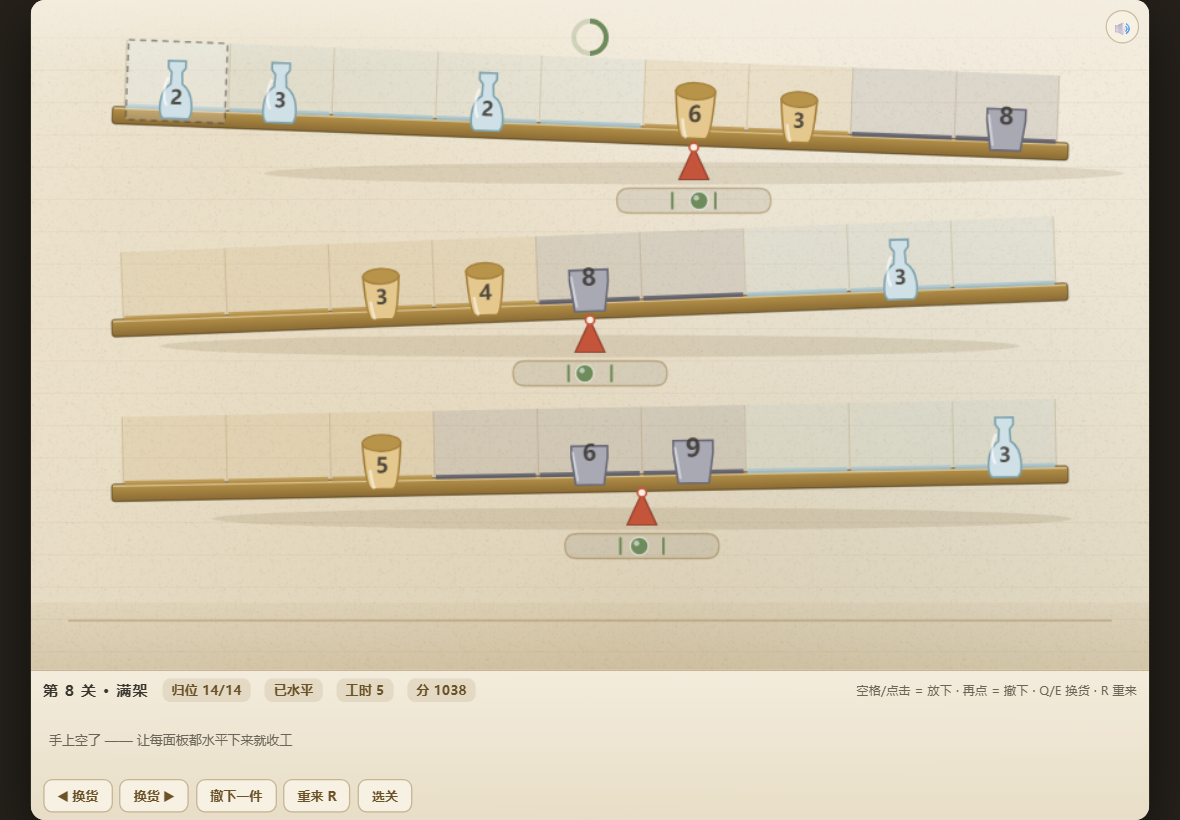 2 3 2 6 3 8
3 4 8 3
5 6 9 3
第 8 关 · 满架 归位 14/14 已水平 工时 5 分 1038 空格/点击 = 放下 · 再点 = 撤下 · Q/E 换货 · R 重来
手上空了 —— 让每面板都水平下来就收工
◀ 换货 换货 ▶ 撤下一件 重来 R 选关